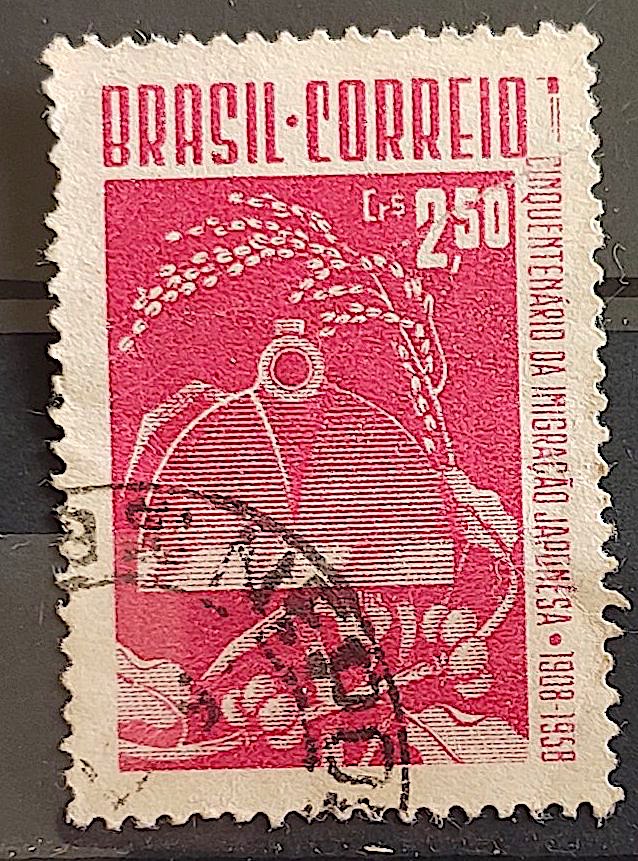 BRASIL·CORREIO
Cr$ 2,50
CINQUENTENÁRIO DA IMIGRAÇÃO JAPONÊSA • 1908-1958